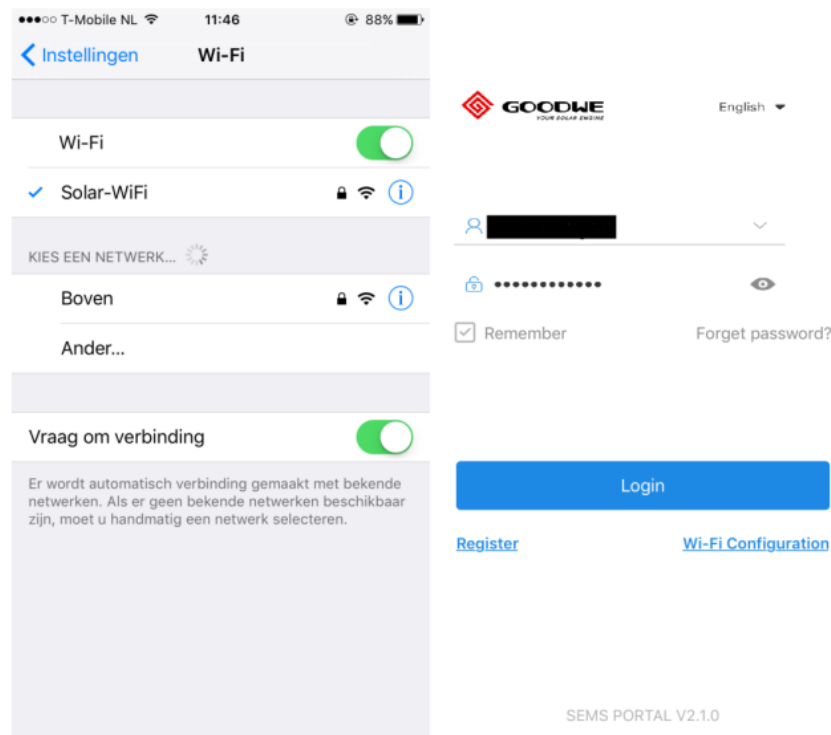 T-Mobile NL 11:46 88%
Instellingen Wi-Fi
Wi-Fi
Solar-WiFi
KIES EEN NETWERK...
Boven
Ander...
Vraag om verbinding
Er wordt automatisch verbinding gemaakt met bekende
netwerken. Als er geen bekende netwerken beschikbaar
zijn, moet u handmatig een netwerk selecteren.
GOODWE
YOUR SOLAR ENGINE
English
Remember Forget password?
Login
Register Wi-Fi Configuration
SEMS PORTAL V2.1.0